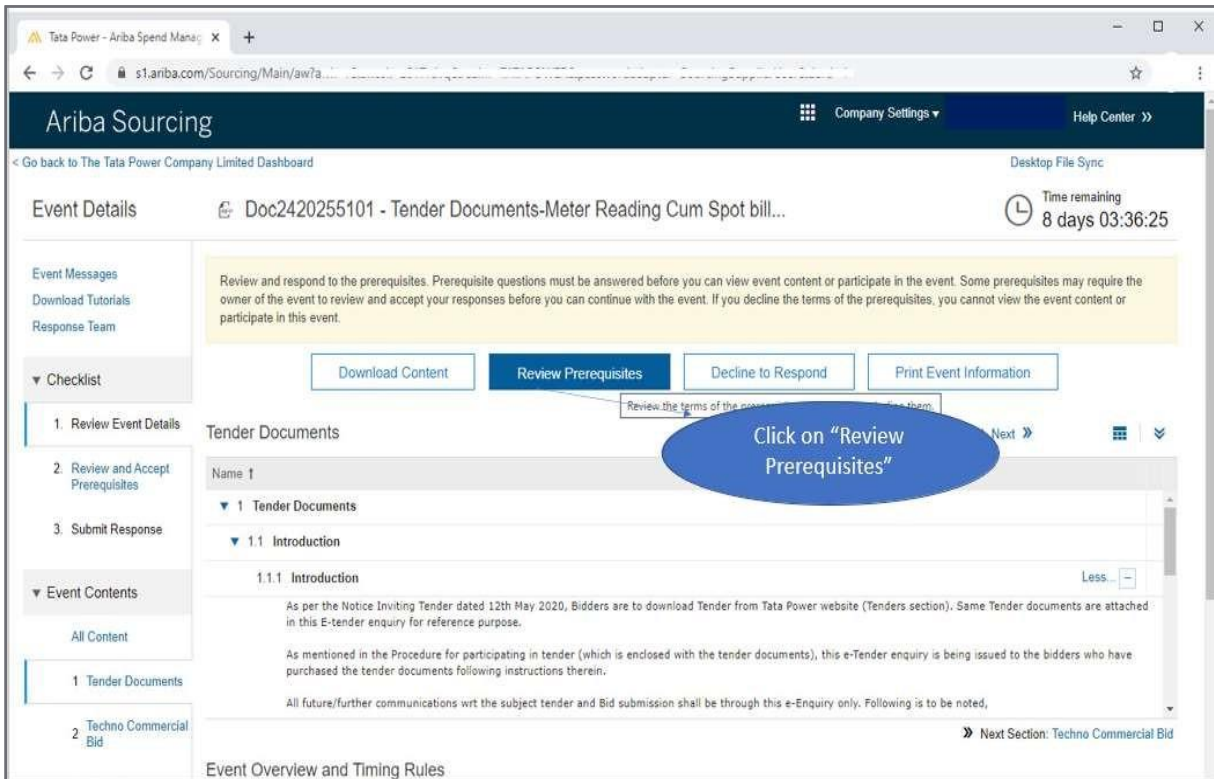 Tata Power - Ariba Spend Manag
s1.ariba.com/Sourcing/Main/aw?a
Ariba Sourcing
Company Settings ▾
Help Center »
< Go back to The Tata Power Company Limited Dashboard
Desktop File Sync
Event Details
Doc2420255101 - Tender Documents-Meter Reading Cum Spot bill...
Time remaining
8 days 03:36:25
Event Messages
Download Tutorials
Response Team
Review and respond to the prerequisites. Prerequisite questions must be answered before you can view event content or participate in the event. Some prerequisites may require the
owner of the event to review and accept your responses before you can continue with the event. If you decline the terms of the prerequisites, you cannot view the event content or
participate in this event.
▼ Checklist
1. Review Event Details
2. Review and Accept
Prerequisites
3. Submit Response
▼ Event Contents
All Content
1 Tender Documents
2 Techno Commercial
Bid
Download Content
Review Prerequisites
Decline to Respond
Print Event Information
Review the terms of the them.
Click on “Review
Prerequisites”
Tender Documents
Next »
Name ↑
▼ 1 Tender Documents
▼ 1.1 Introduction
1.1.1 Introduction
Less... –
As per the Notice Inviting Tender dated 12th May 2020, Bidders are to download Tender from Tata Power website (Tenders section). Same Tender documents are attached
in this E-tender enquiry for reference purpose.
As mentioned in the Procedure for participating in tender (which is enclosed with the tender documents), this e-Tender enquiry is being issued to the bidders who have
purchased the tender documents following instructions therein.
All future/further communications wrt the subject tender and Bid submission shall be through this e-Enquiry only. Following is to be noted,
» Next Section: Techno Commercial Bid
Event Overview and Timing Rules